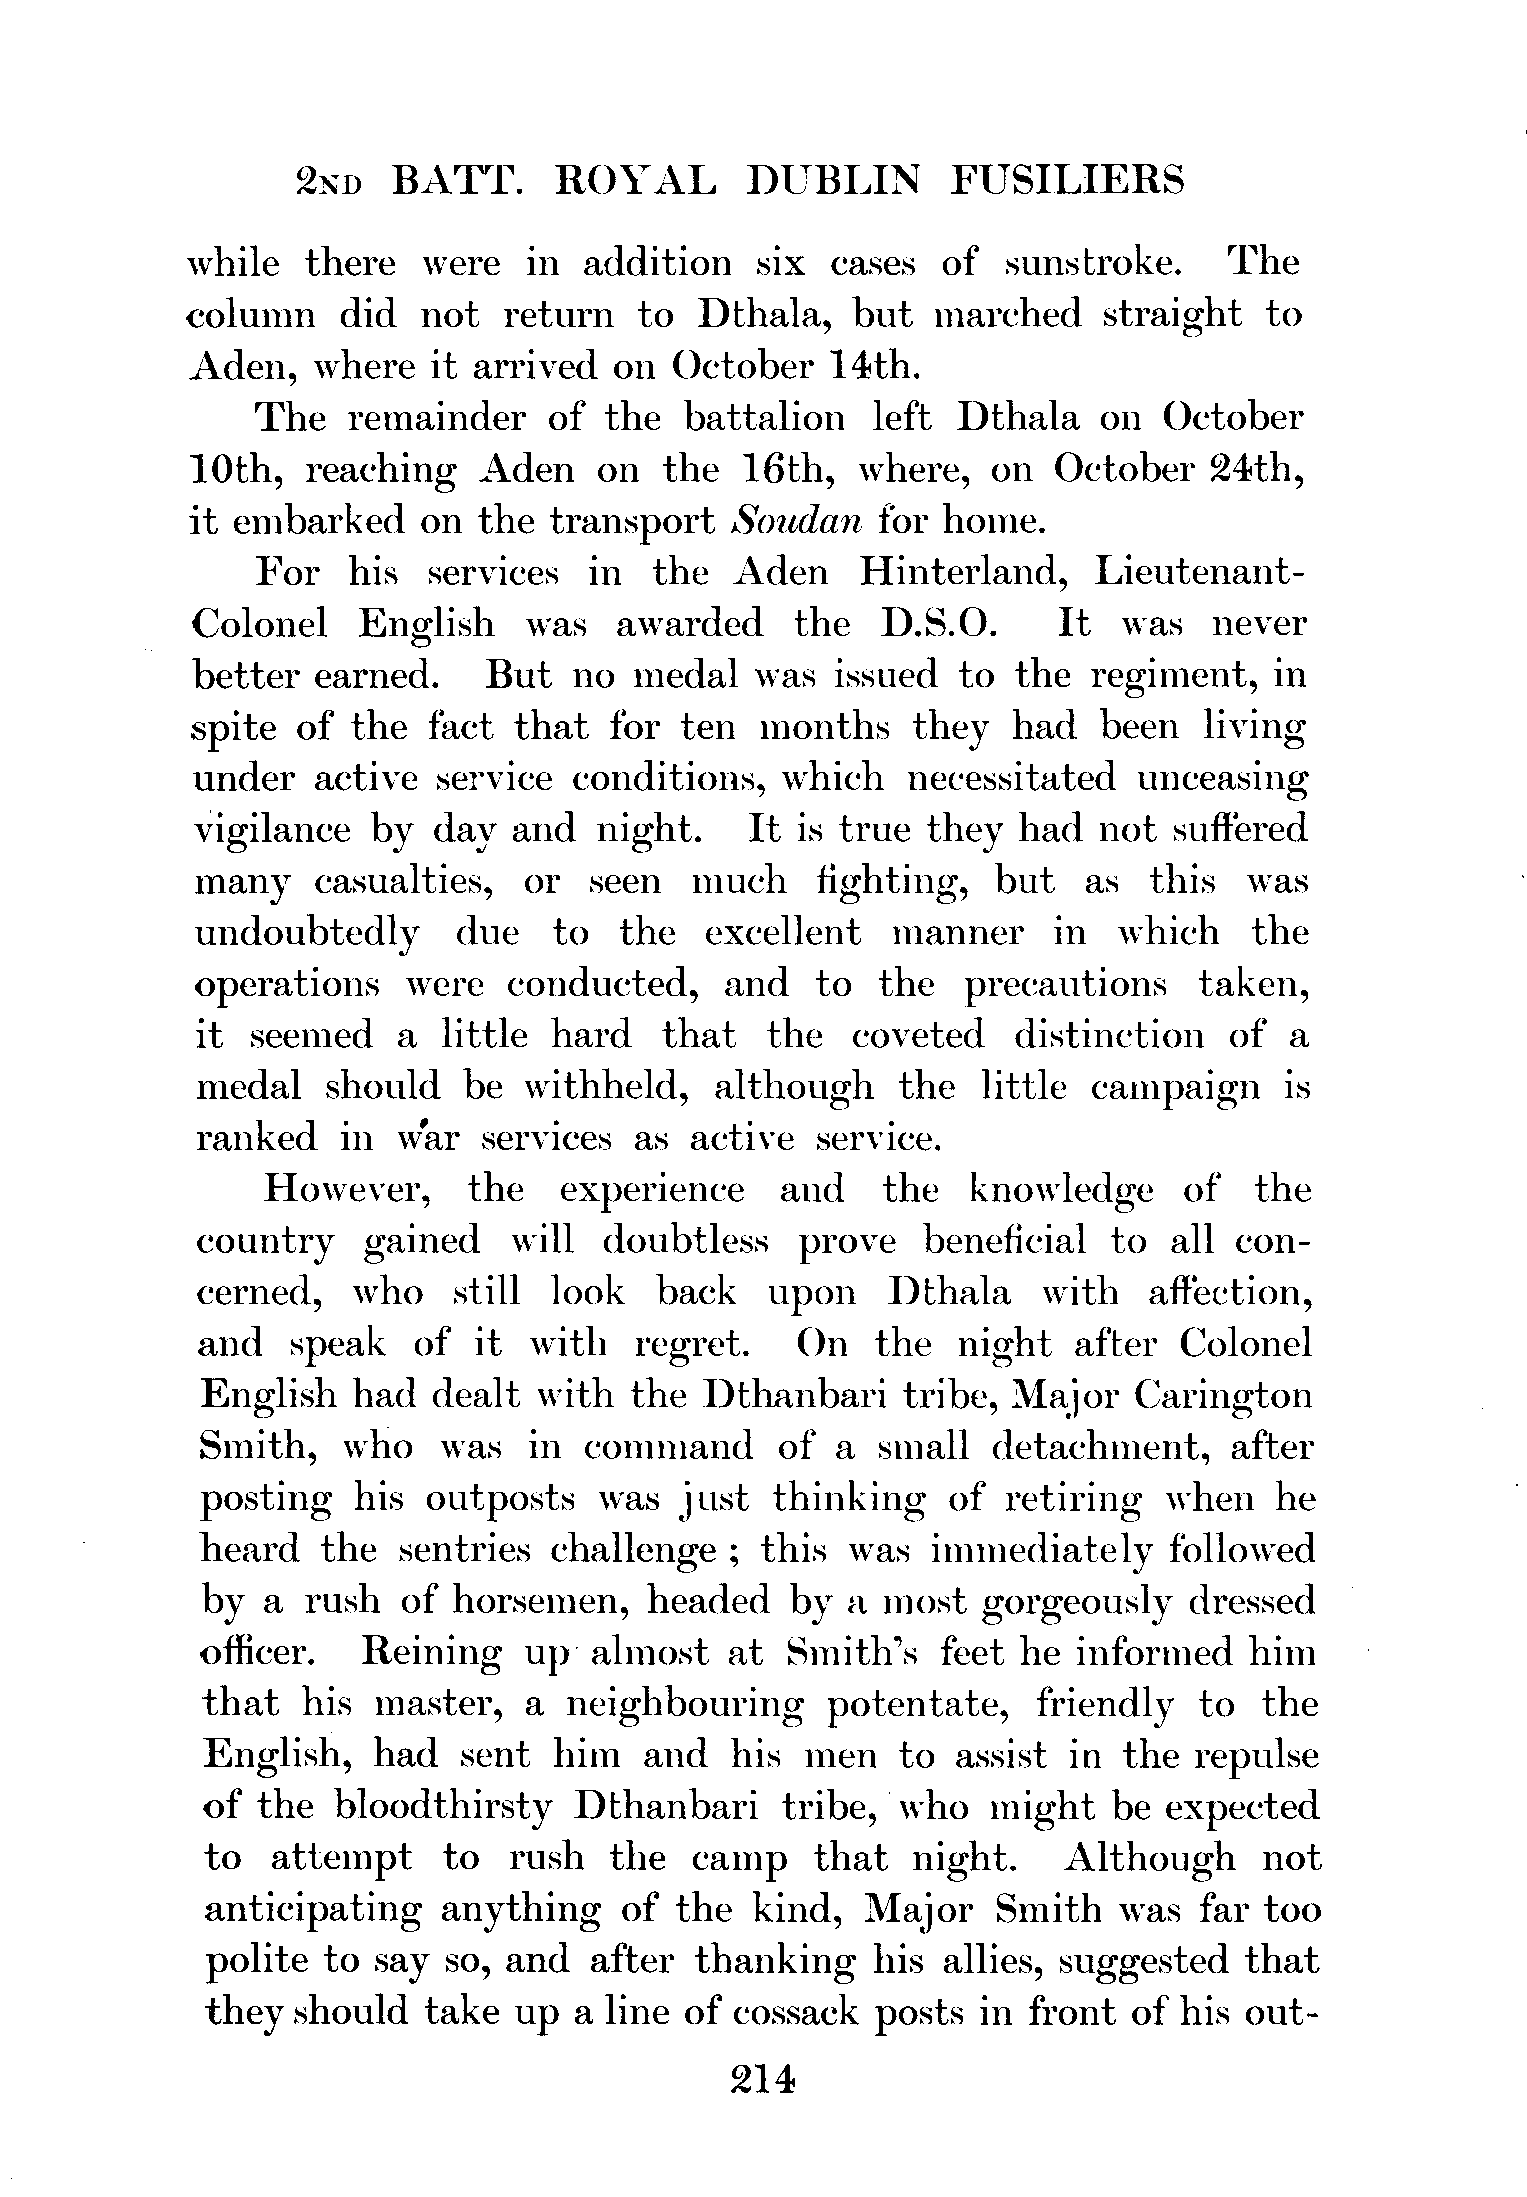 2ND BATT. ROYAL DUBLIN FUSILIERS
while there were in addition six cases of sunstroke. The
column did not return to Dthala, but marched straight to
Aden, where it arrived on October 14th.
The remainder of the battalion left Dthala on October
10th, reaching Aden on the 16th, where, on October 24th,
it embarked on the transport Soudan for home.
For his services in the Aden Hinterland, Lieutenant-
Colonel English was awarded the D.S.O. It was never
better earned. But no medal was issued to the regiment, in
spite of the fact that for ten months they had been living
under active service conditions, which necessitated unceasing
vigilance by day and night. It is true they had not suffered
many casualties, or seen much fighting, but as this was
undoubtedly due to the excellent manner in which the
operations were conducted, and to the precautions taken,
it seemed a little hard that the coveted distinction of a
medal should be withheld, although the little campaign is
ranked in war services as active service.
However, the experience and the knowledge of the
country gained will doubtless prove beneficial to all con-
cerned, who still look back upon Dthala with affection,
and speak of it with regret. On the night after Colonel
English had dealt with the Dthanbari tribe, Major Carington
Smith, who was in command of a small detachment, after
posting his outposts was just thinking of retiring when he
heard the sentries challenge ; this was immediately followed
by a rush of horsemen, headed by a most gorgeously dressed
officer. Reining up almost at Smith's feet he informed him
that his master, a neighbouring potentate, friendly to the
English, had sent him and his men to assist in the repulse
of the bloodthirsty Dthanbari tribe, who might be expected
to attempt to rush the camp that night. Although not
anticipating anything of the kind, Major Smith was far too
polite to say so, and after thanking his allies, suggested that
they should take up a line of cossack posts in front of his out-
214